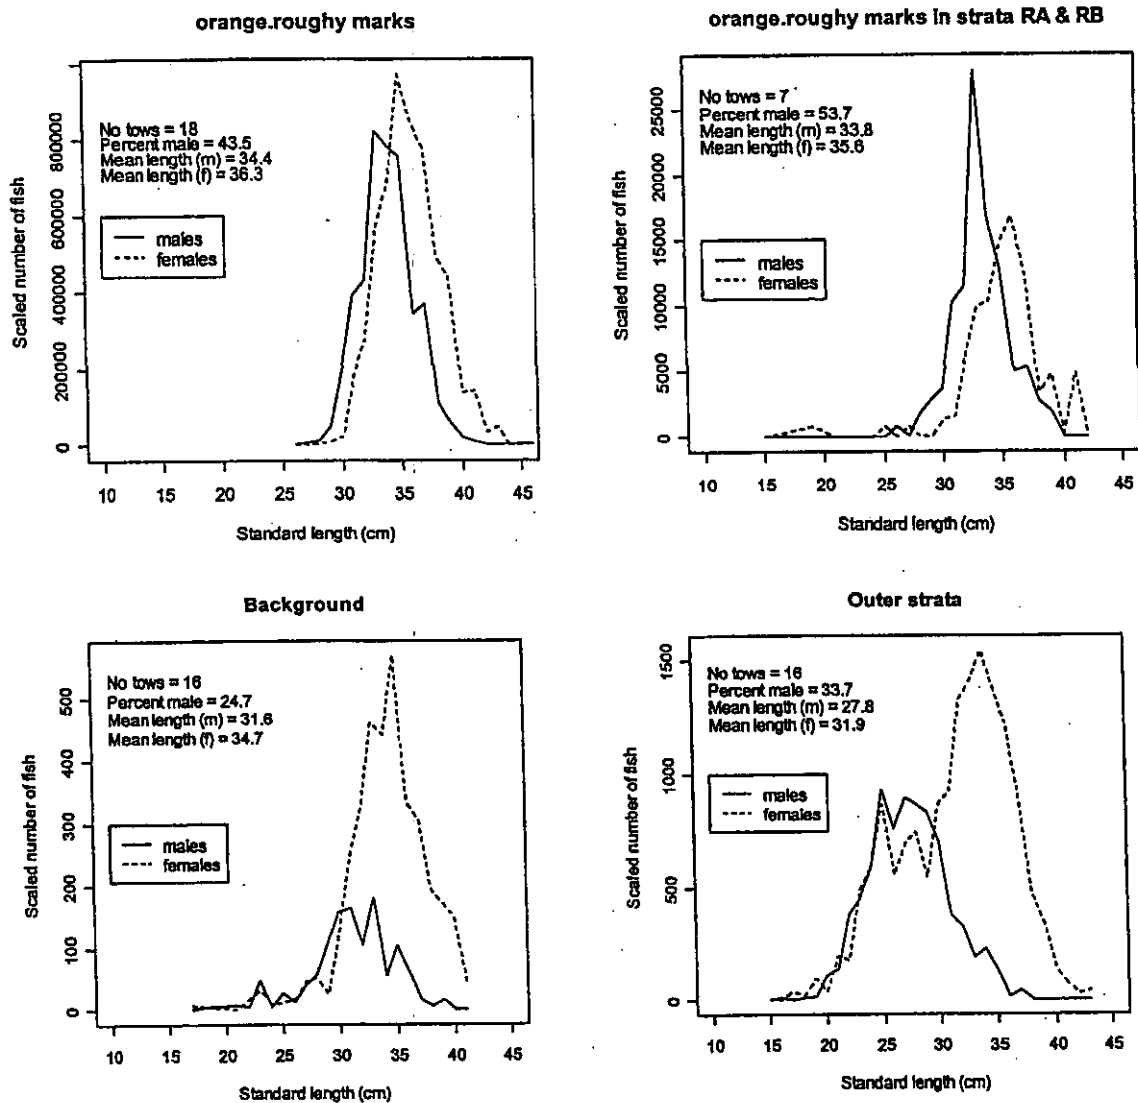 orange.roughy marks
No tows = 18
Percent male = 43.5
Mean length (m) = 34.4
Mean length (f) = 36.3
males
females
Scaled number of fish
0
200000
400000
600000
800000
10 15 20 25 30 35 40 45
Standard length (cm)
orange.roughy marks in strata RA & RB
No tows = 7
Percent male = 53.7
Mean length (m) = 33.8
Mean length (f) = 35.6
males
females
Scaled number of fish
0
5000
10000
15000
20000
25000
10 15 20 25 30 35 40 45
Standard length (cm)
Background
No tows = 16
Percent male = 24.7
Mean length (m) = 31.6
Mean length (f) = 34.7
males
females
Scaled number of fish
0
100
200
300
400
500
10 15 20 25 30 35 40 45
Standard length (cm)
Outer strata
No tows = 16
Percent male = 33.7
Mean length (m) = 27.8
Mean length (f) = 31.9
males
females
Scaled number of fish
0
500
1000
1500
10 15 20 25 30 35 40 45
Standard length (cm)